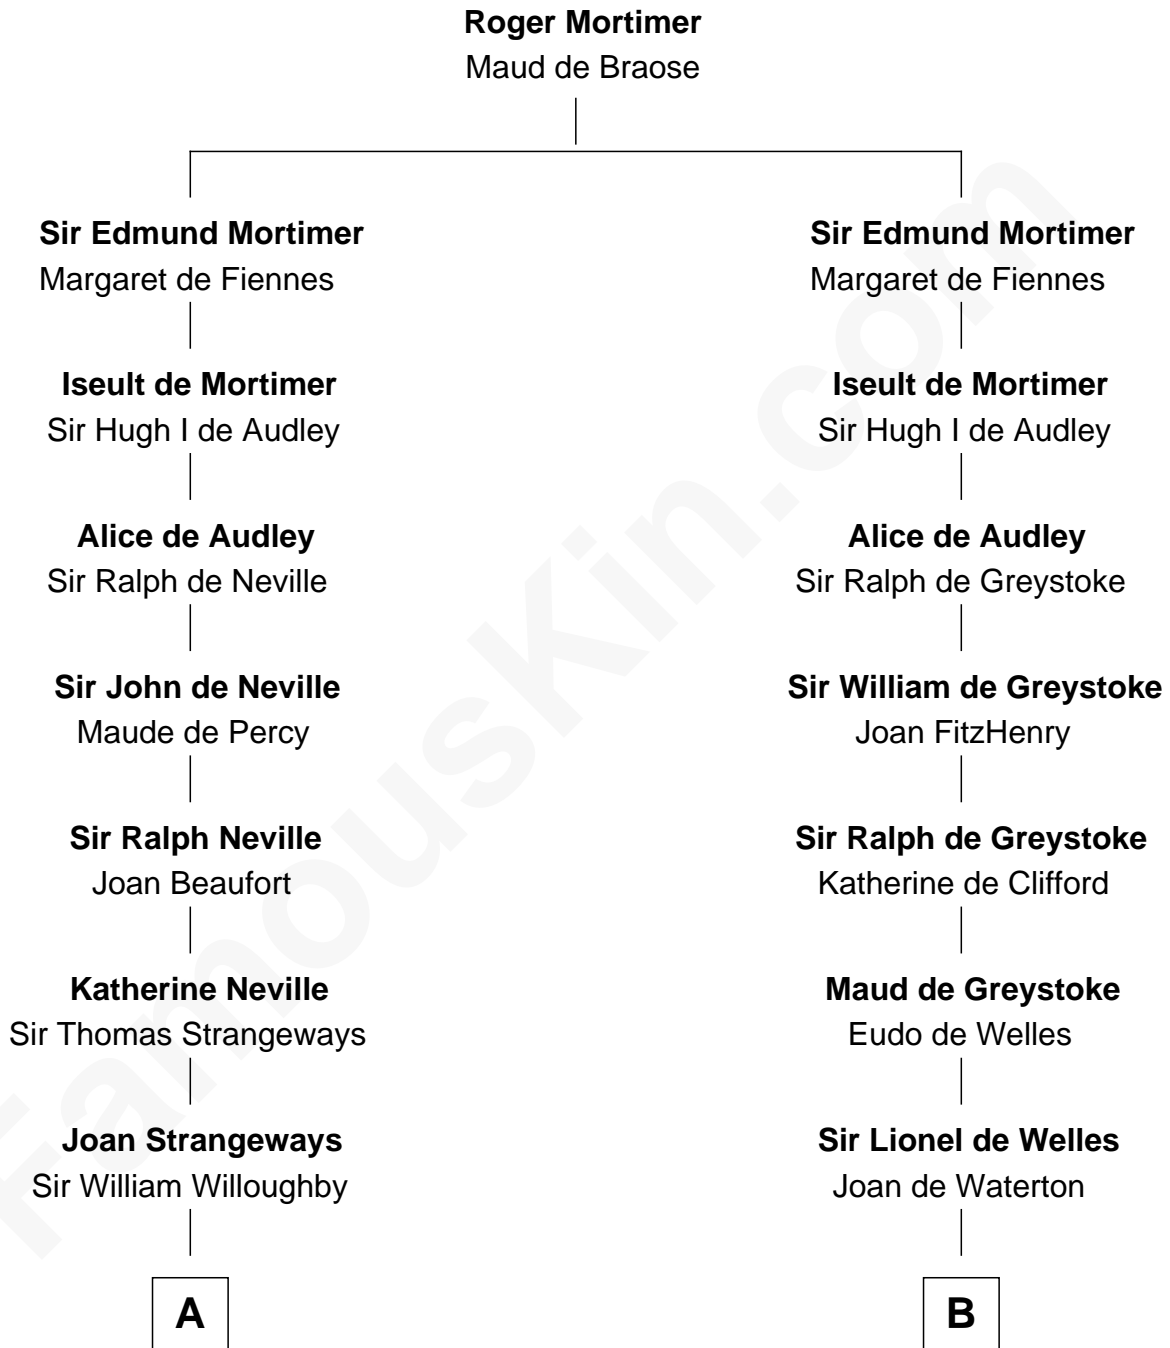 Roger Mortimer
Maud de Braose
Sir Edmund Mortimer
Margaret de Fiennes
Sir Edmund Mortimer
Margaret de Fiennes
Iseult de Mortimer
Sir Hugh I de Audley
Iseult de Mortimer
Sir Hugh I de Audley
Alice de Audley
Sir Ralph de Neville
Alice de Audley
Sir Ralph de Greystoke
Sir John de Neville
Maude de Percy
Sir William de Greystoke
Joan FitzHenry
Sir Ralph Neville
Joan Beaufort
Sir Ralph de Greystoke
Katherine de Clifford
Katherine Neville
Sir Thomas Strangeways
Maud de Greystoke
Eudo de Welles
Joan Strangeways
Sir William Willoughby
Sir Lionel de Welles
Joan de Waterton
A
B
FamousKin.com